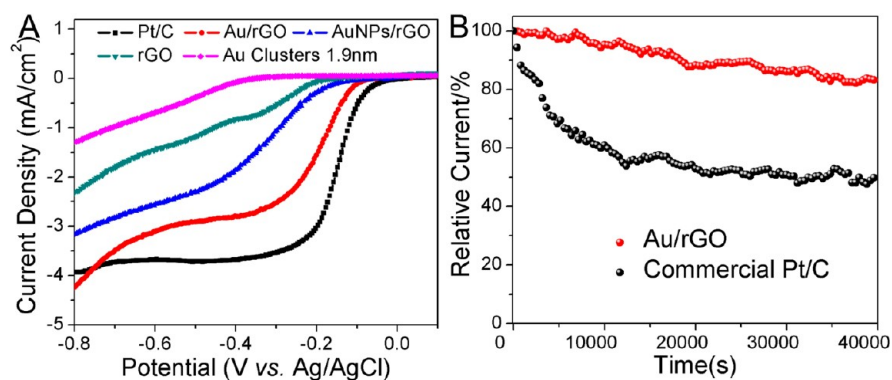 A
Pt/C Au/rGO AuNPs/rGO
rGO Au Clusters 1.9nm
1
0
-1
-2
-3
-4
-5
-0.8 -0.6 -0.4 -0.2 0.0
Current Density (mA/cm²)
Potential (V vs. Ag/AgCl)
B
100
80
60
40
20
0
0 10000 20000 30000 40000
Relative Current/%
Au/rGO
Commercial Pt/C
Time(s)